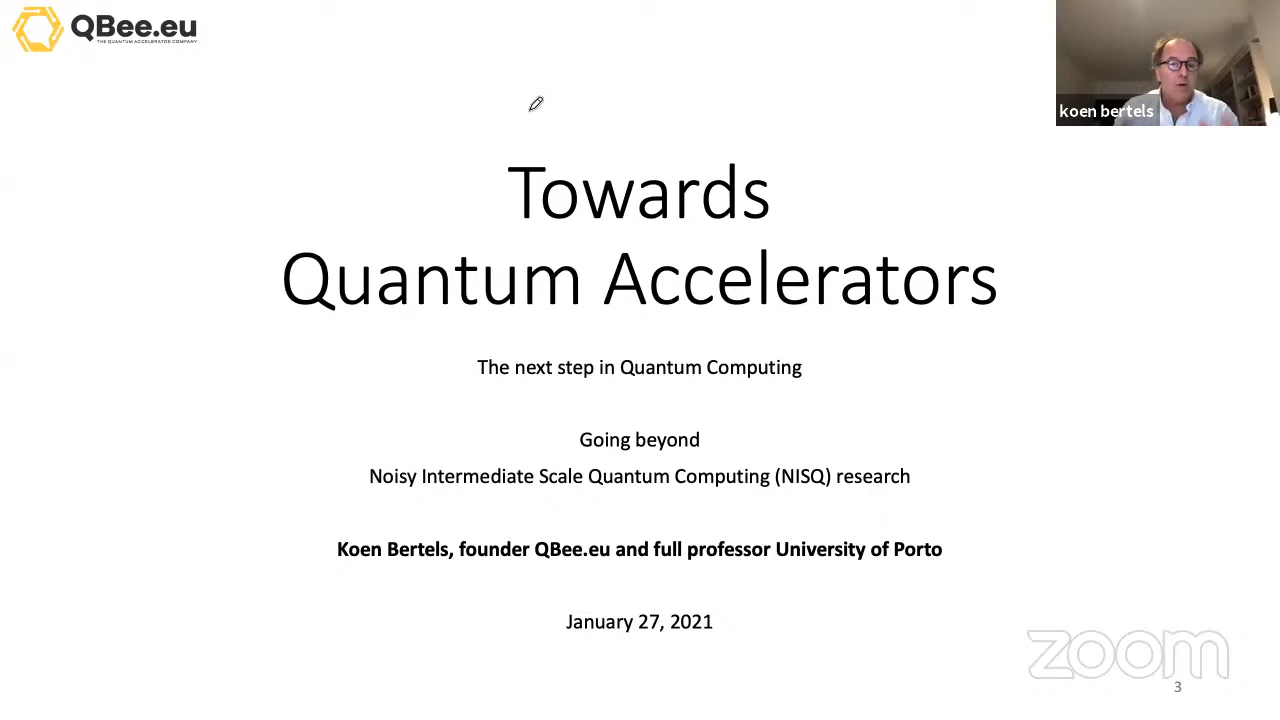 QBee.eu
THE QUANTUM ACCELERATOR COMPANY
koen bertels
Towards
Quantum Accelerators
The next step in Quantum Computing
Going beyond
Noisy Intermediate Scale Quantum Computing (NISQ) research
Koen Bertels, founder QBee.eu and full professor University of Porto
January 27, 2021
zoom
3